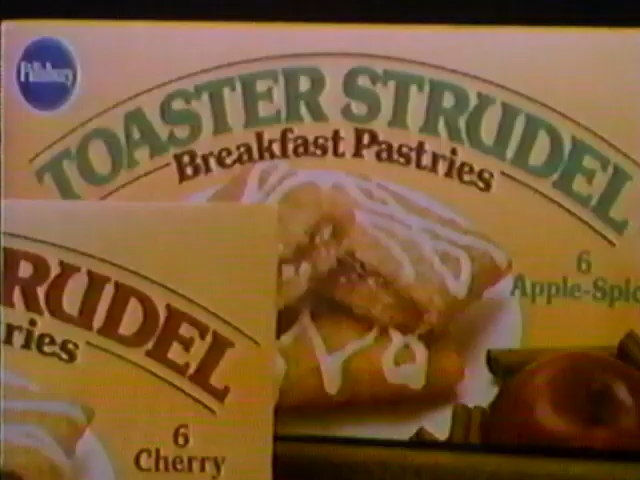 Pillsbury
TOASTER STRUDEL
Breakfast Pastries
6
Apple-Spic
RUDEL
ries
6
Cherry